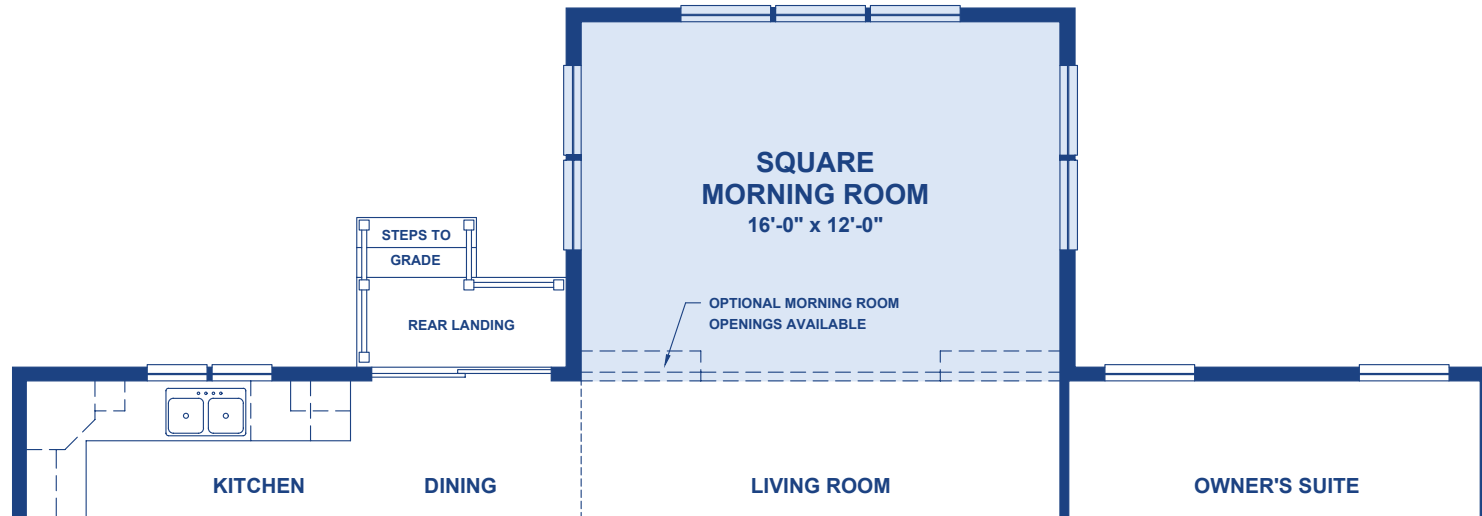 SQUARE
MORNING ROOM
16'-0" x 12'-0"
STEPS TO
GRADE
OPTIONAL MORNING ROOM
OPENINGS AVAILABLE
REAR LANDING
KITCHEN
DINING
LIVING ROOM
OWNER'S SUITE